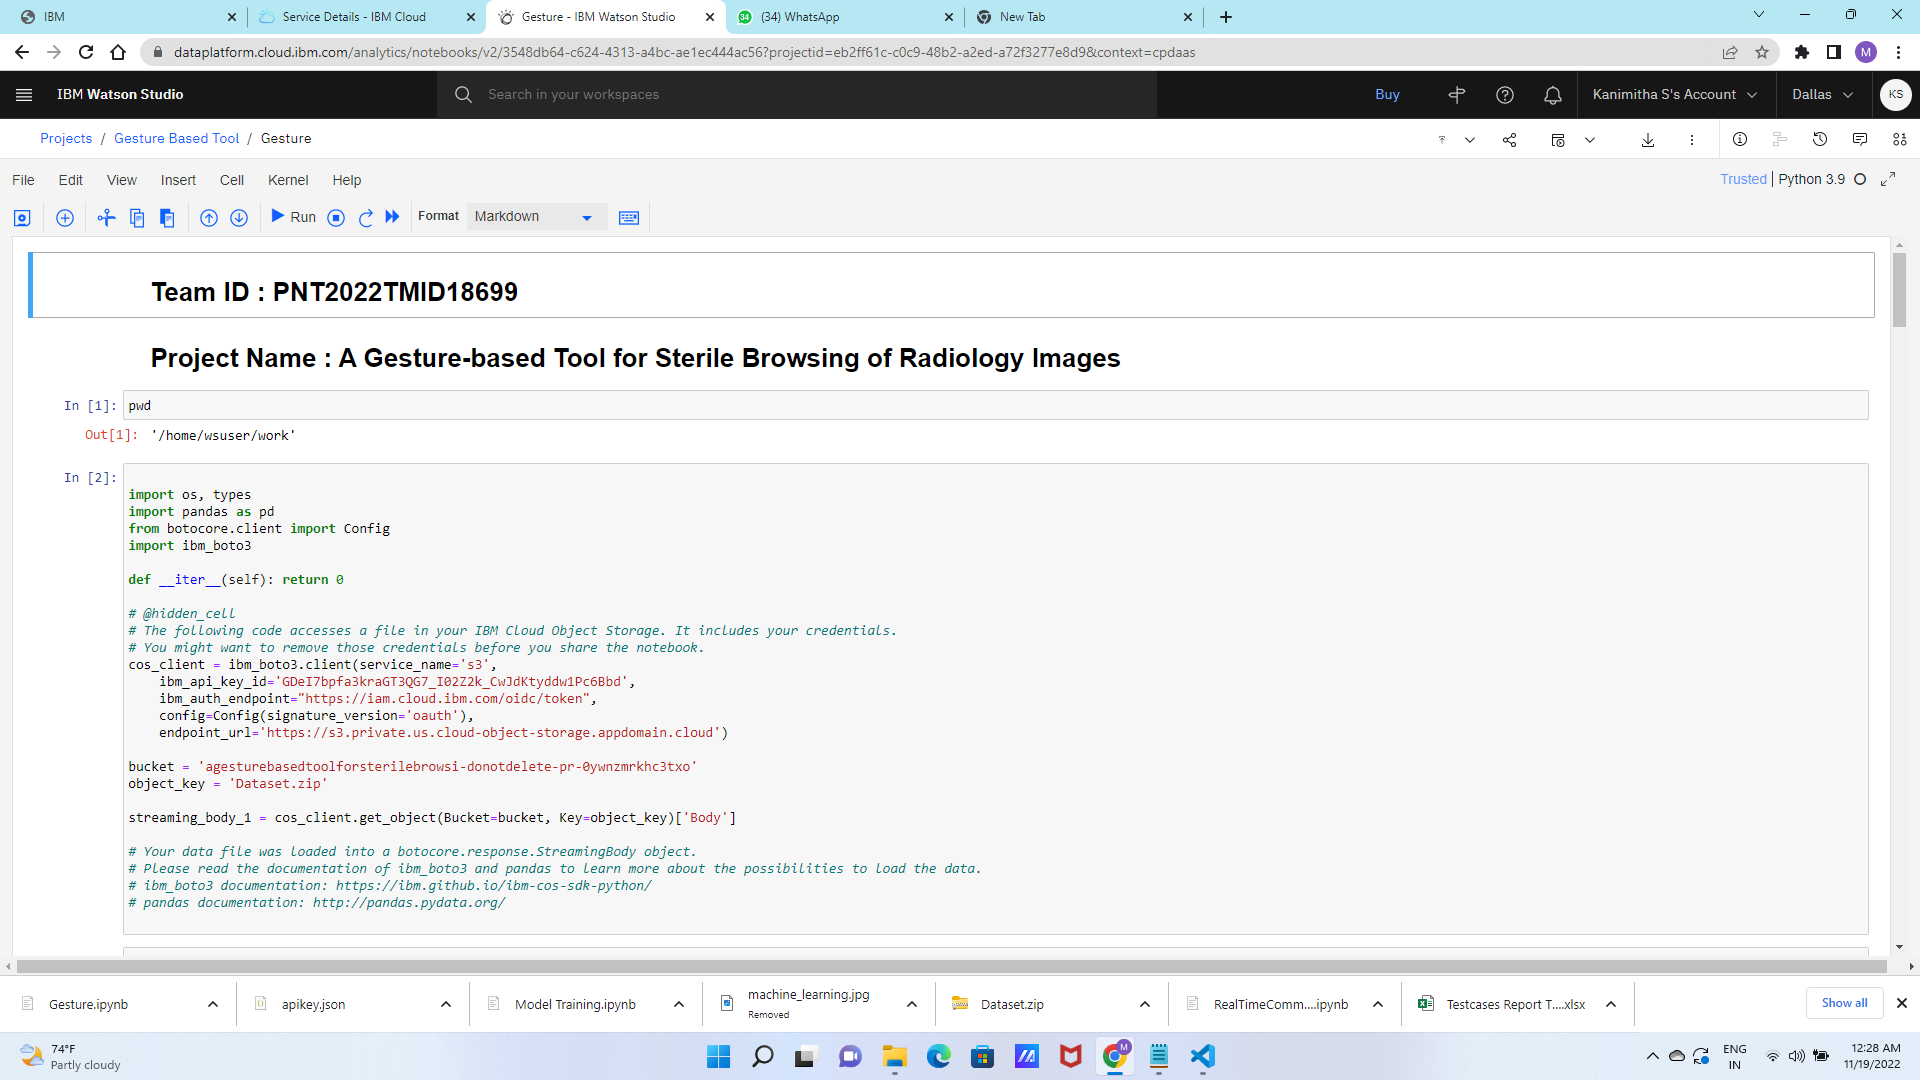 IBM
Service Details - IBM Cloud
Gesture - IBM Watson Studio
(34) WhatsApp
New Tab
dataplatform.cloud.ibm.com/analytics/notebooks/v2/3548db64-c624-4313-a4bc-ae1ec444ac56?projectid=eb2ff61c-c0c9-48b2-a2ed-a72f3277e8d9&context=cpdaas
M
IBM Watson Studio
Search in your workspaces
Buy
Kanimitha S's Account
Dallas
KS
Projects / Gesture Based Tool / Gesture
File Edit View Insert Cell Kernel Help
Trusted | Python 3.9
Run
Format
Markdown
Team ID : PNT2022TMID18699
Project Name : A Gesture-based Tool for Sterile Browsing of Radiology Images
In [1]: pwd
Out[1]: '/home/wsuser/work'
In [2]:
import os, types
import pandas as pd
from botocore.client import Config
import ibm_boto3
def __iter__(self): return 0
# @hidden_cell
# The following code accesses a file in your IBM Cloud Object Storage. It includes your credentials.
# You might want to remove those credentials before you share the notebook.
cos_client = ibm_boto3.client(service_name='s3',
ibm_api_key_id='GDeI7bpfa3kraGT3QG7_I02Z2k_CwJdKtyddw1Pc6Bbd',
ibm_auth_endpoint="https://iam.cloud.ibm.com/oidc/token",
config=Config(signature_version='oauth'),
endpoint_url='https://s3.private.us.cloud-object-storage.appdomain.cloud')
bucket = 'agesturebasedtoolforsterilebrowsi-donotdelete-pr-0ywnzmrkhc3txo'
object_key = 'Dataset.zip'
streaming_body_1 = cos_client.get_object(Bucket=bucket, Key=object_key)['Body']
# Your data file was loaded into a botocore.response.StreamingBody object.
# Please read the documentation of ibm_boto3 and pandas to learn more about the possibilities to load the data.
# ibm_boto3 documentation: https://ibm.github.io/ibm-cos-sdk-python/
# pandas documentation: http://pandas.pydata.org/
Gesture.ipynb
apikey.json
Model Training.ipynb
machine_learning.jpg
Removed
Dataset.zip
RealTimeComm....ipynb
Testcases Report T....xlsx
Show all
74°F
Partly cloudy
ENG
IN
12:28 AM
11/19/2022